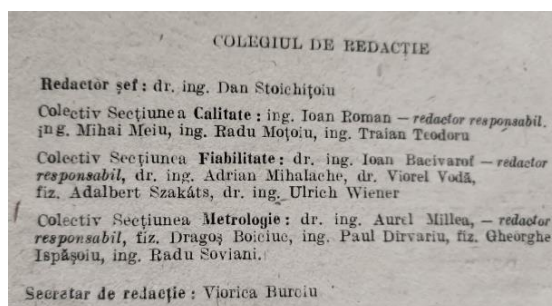 COLEGIUL DE REDACȚIE
Redactor șef : dr. ing. Dan Stoichițoiu
Colectiv Secțiunea Calitate : ing. Ioan Roman – redactor responsabil.
ing. Mihai Meiu, ing. Radu Moțoiu, ing. Traian Teodoru
Colectiv Secțiunea Fiabilitate : dr. ing. Ioan Bacivarof – redactor
responsabil, dr. ing. Adrian Mihalache, dr. Viorel Vodă,
fiz. Adalbert Szakáts, dr. ing. Ulrich Wiener
Colectiv Secțiunea Metrologie : dr. ing. Aurel Millea, – redactor
responsabil, fiz. Dragoș Boiciuc, ing. Paul Dîrvariu, fiz. Gheorghe
Ispășoiu, ing. Radu Soviani.
Secretar de redacție : Viorica Burciu